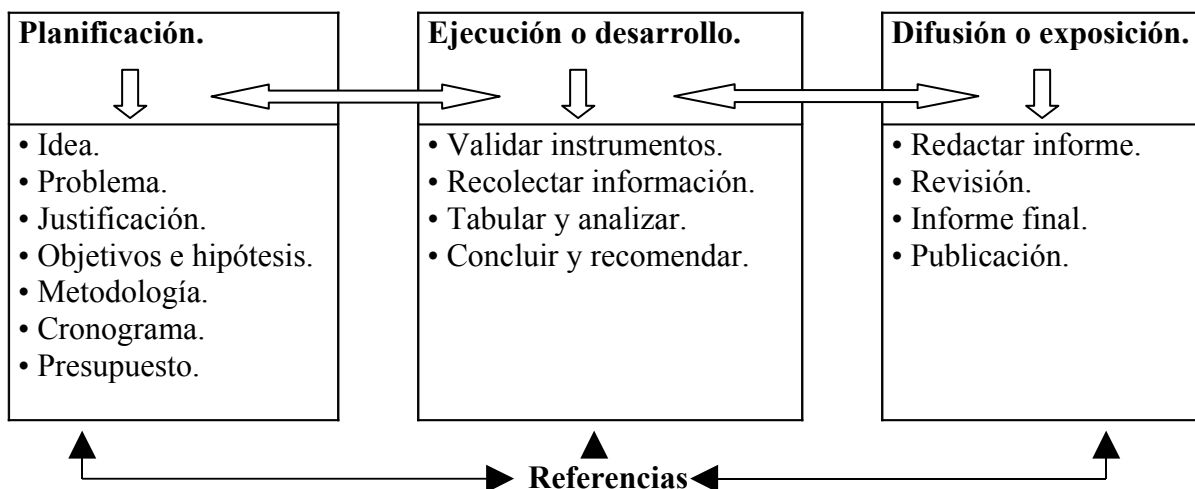 Planificación.
• Idea.
• Problema.
• Justificación.
• Objetivos e hipótesis.
• Metodología.
• Cronograma.
• Presupuesto.
Ejecución o desarrollo.
• Validar instrumentos.
• Recolectar información.
• Tabular y analizar.
• Concluir y recomendar.
Difusión o exposición.
• Redactar informe.
• Revisión.
• Informe final.
• Publicación.
Referencias